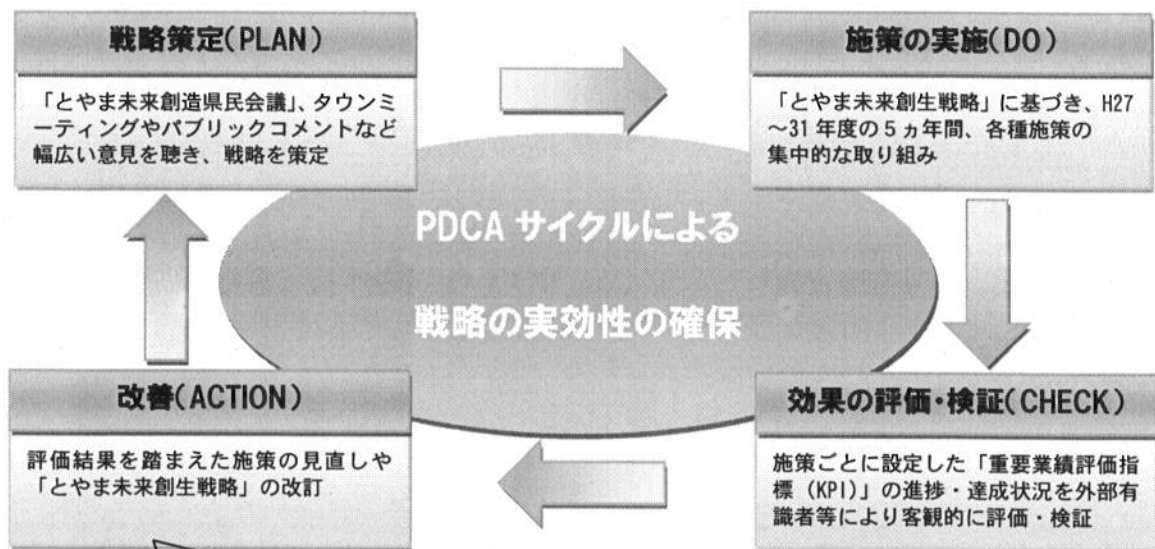 戦略策定(PLAN)
「とやま未来創造県民会議」、タウンミ
ーティングやパブリックコメントなど
幅広い意見を聴き、戦略を策定
施策の実施(DO)
「とやま未来創生戦略」に基づき、H27
～31年度の5ヵ年間、各種施策の
集中的な取り組み
PDCA サイクルによる
戦略の実効性の確保
改善(ACTION)
評価結果を踏まえた施策の見直しや
「とやま未来創生戦略」の改訂
効果の評価・検証(CHECK)
施策ごとに設定した「重要業績評価指
標（KPI)」の進捗・達成状況を外部有
識者等により客観的に評価・検証